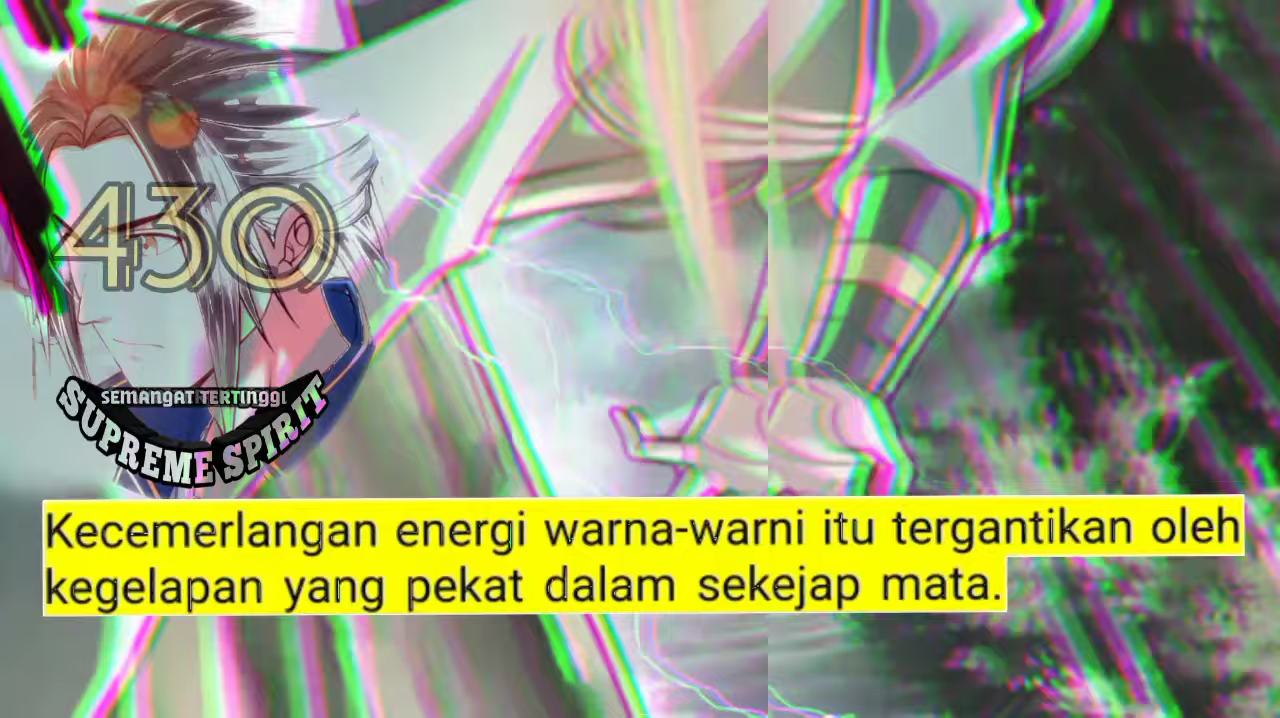 430
SEMANGAT TERTINGGI
SUPREME SPIRIT
Kecemerlangan energi warna-warni itu tergantikan oleh
kegelapan yang pekat dalam sekejap mata.